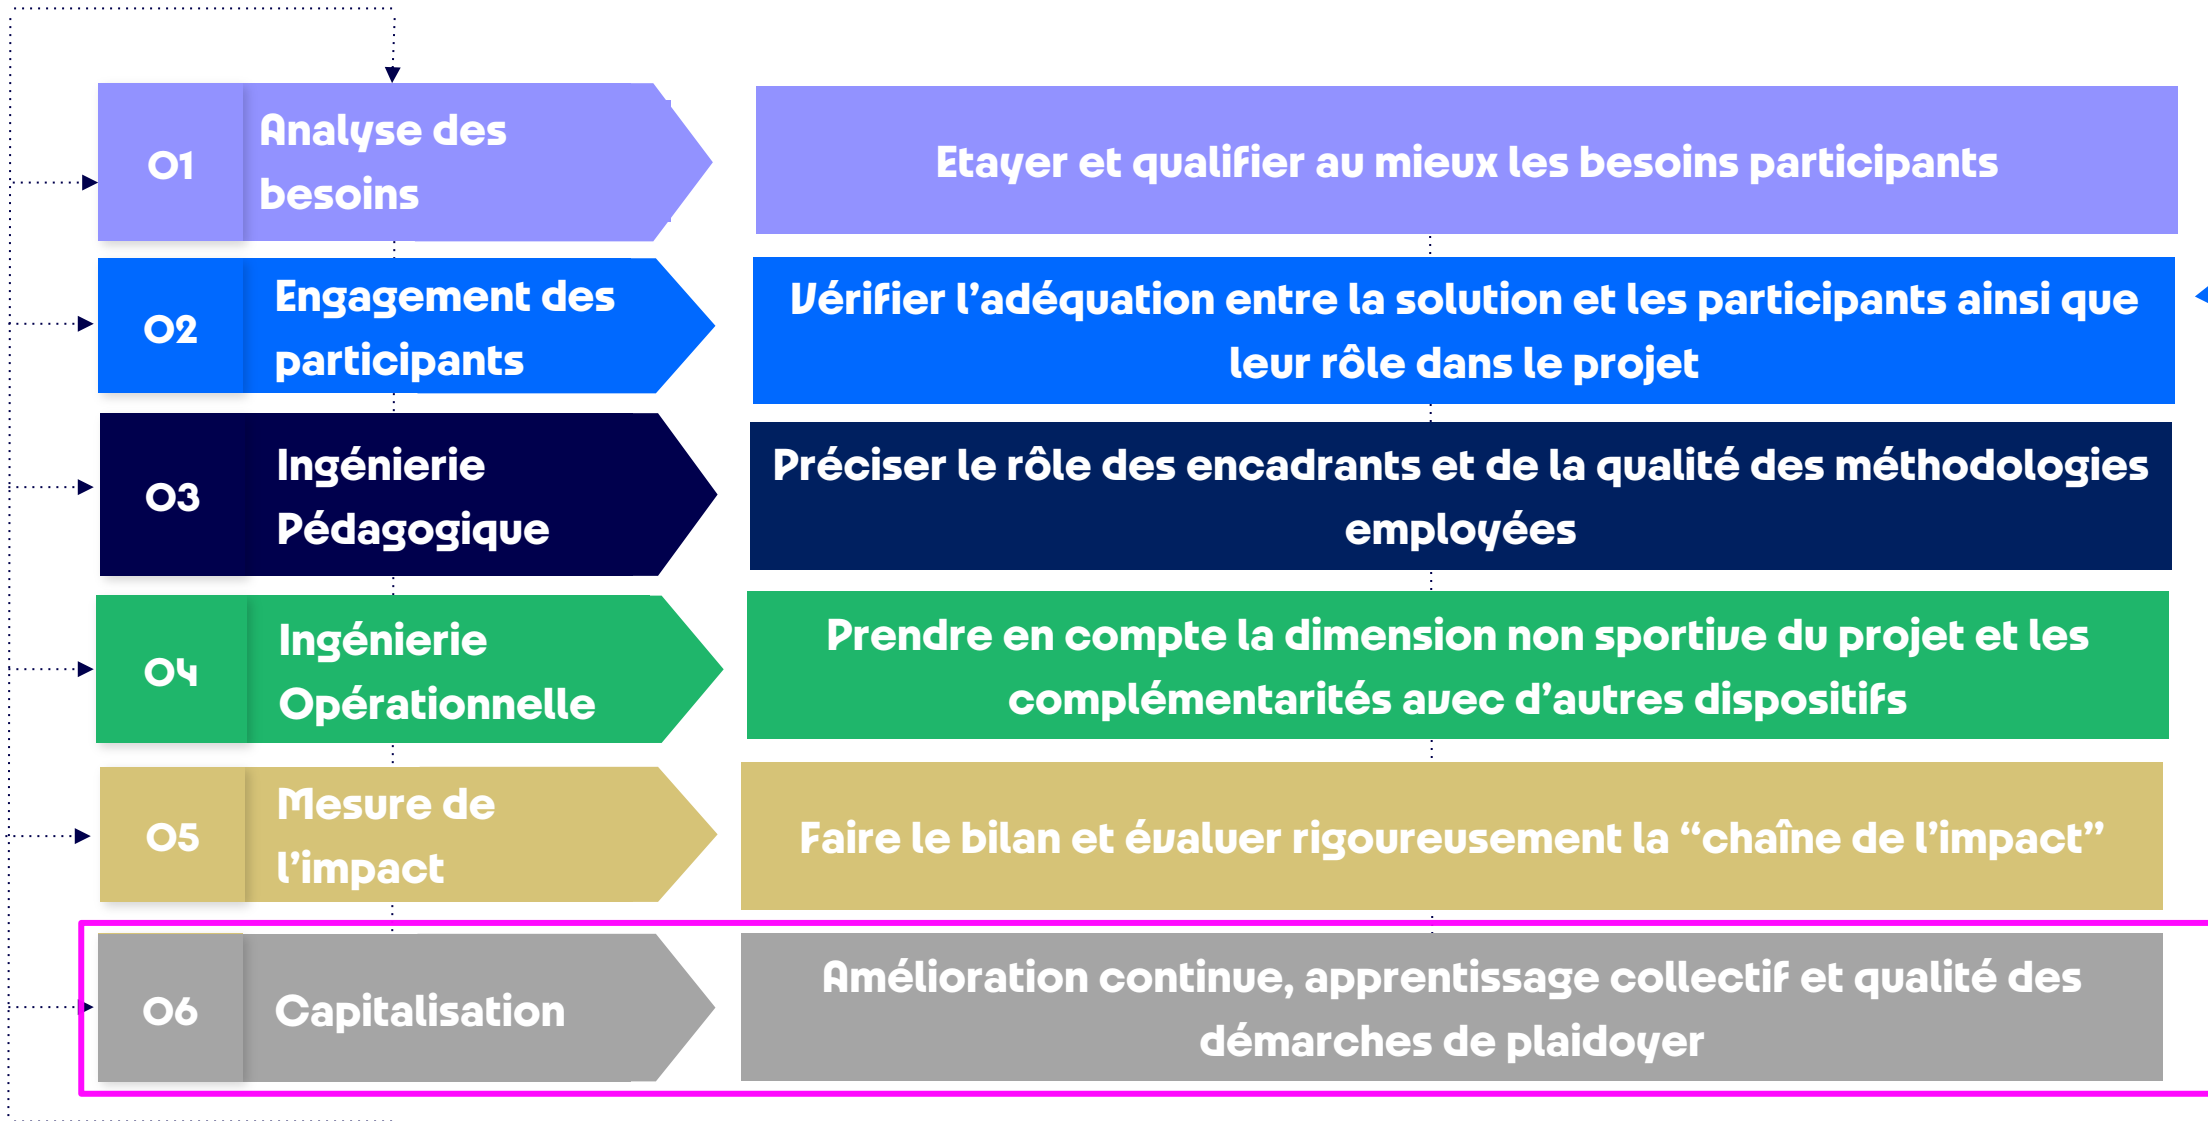 01
Analyse des
besoins
Etayer et qualifier au mieux les besoins participants
02
Engagement des
participants
Vérifier l’adéquation entre la solution et les participants ainsi que
leur rôle dans le projet
03
Ingénierie
Pédagogique
Préciser le rôle des encadrants et de la qualité des méthodologies
employées
04
Ingénierie
Opérationnelle
Prendre en compte la dimension non sportive du projet et les
complémentarités avec d’autres dispositifs
05
Mesure de
l’impact
Faire le bilan et évaluer rigoureusement la “chaîne de l’impact”
06
Capitalisation
Amélioration continue, apprentissage collectif et qualité des
démarches de plaidoyer